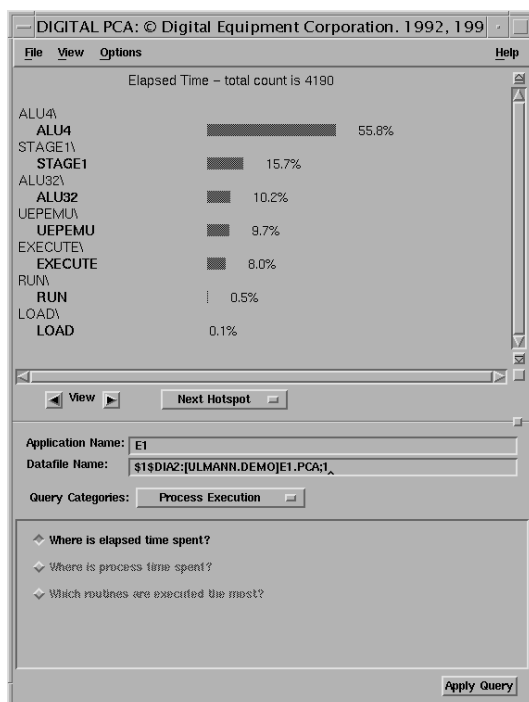 DIGITAL PCA: © Digital Equipment Corporation. 1992, 199
File View Options Help
Elapsed Time – total count is 4190
ALU4\
ALU4 55.8%
STAGE1\
STAGE1 15.7%
ALU32\
ALU32 10.2%
UEPEMU\
UEPEMU 9.7%
EXECUTE\
EXECUTE 8.0%
RUN\
RUN 0.5%
LOAD\
LOAD 0.1%
View Next Hotspot
Application Name: E1
Datafile Name: $1$DIA2:[ULMANN.DEMO]E1.PCA;1
Query Categories: Process Execution
Where is elapsed time spent?
Where is process time spent?
Which routines are executed the most?
Apply Query